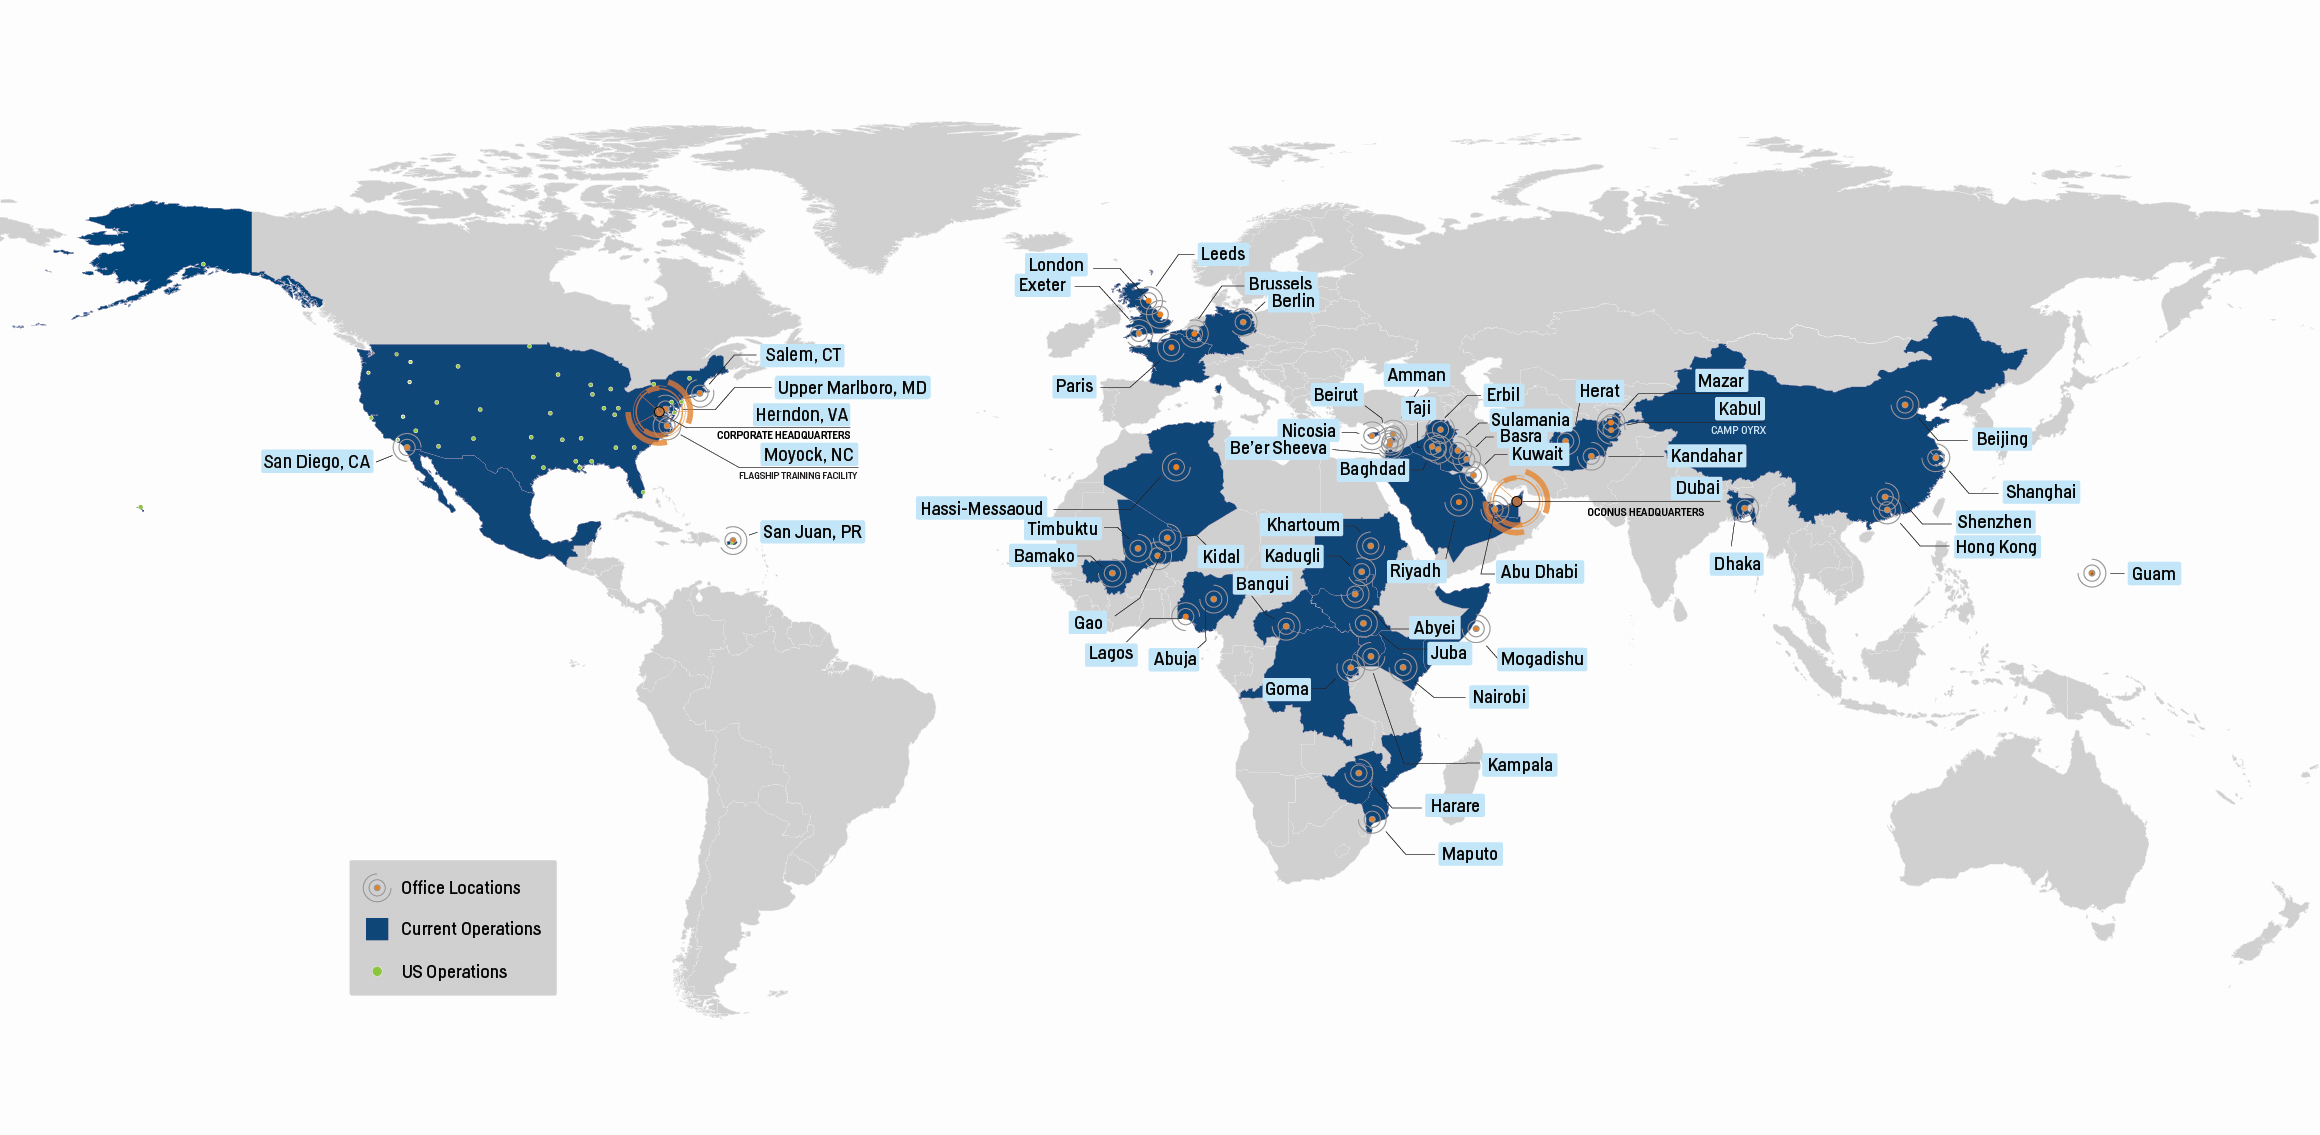 Leeds
London
Exeter
Brussels
Berlin
Salem, CT
Paris
Upper Marlboro, MD
Herndon, VA
CORPORATE HEADQUARTERS
Moyock, NC
FLAGSHIP TRAINING FACILITY
San Diego, CA
San Juan, PR
Amman
Beirut
Taji
Erbil
Herat
Mazar
Kabul
CAMP OYRX
Sulamania
Nicosia
Basra
Be'er Sheeva
Kuwait
Baghdad
Kandahar
Beijing
Dubai
OCONUS HEADQUARTERS
Shanghai
Hassi-Messaoud
Timbuktu
Khartoum
Shenzhen
Hong Kong
Bamako
Kidal
Kadugli
Riyadh
Abu Dhabi
Dhaka
Guam
Bangui
Gao
Abyei
Lagos
Abuja
Juba
Mogadishu
Goma
Nairobi
Kampala
Harare
Maputo
Office Locations
Current Operations
US Operations